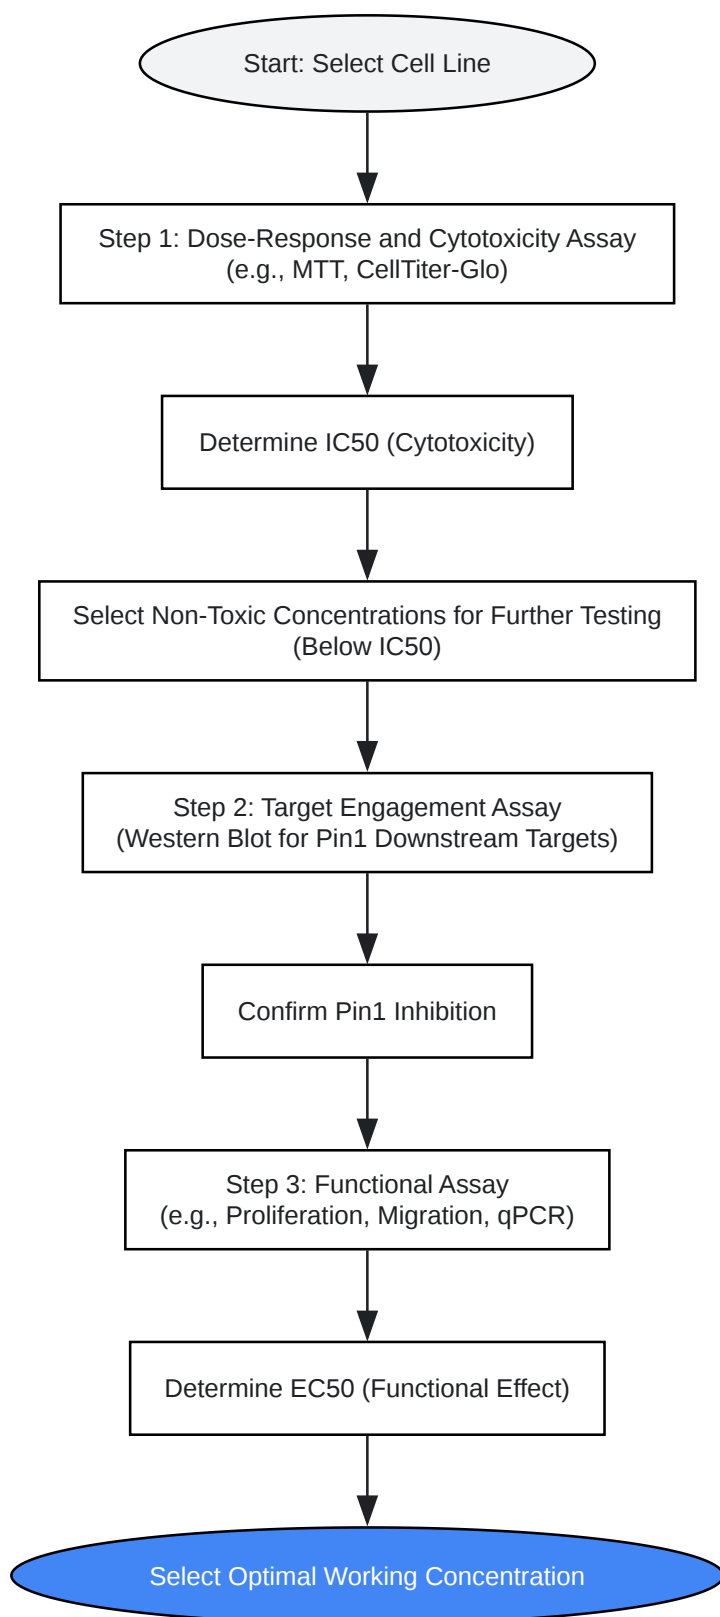 Start: Select Cell Line
Step 1: Dose-Response and Cytotoxicity Assay
(e.g., MTT, CellTiter-Glo)
Determine IC50 (Cytotoxicity)
Select Non-Toxic Concentrations for Further Testing
(Below IC50)
Step 2: Target Engagement Assay
(Western Blot for Pin1 Downstream Targets)
Confirm Pin1 Inhibition
Step 3: Functional Assay
(e.g., Proliferation, Migration, qPCR)
Determine EC50 (Functional Effect)
Select Optimal Working Concentration